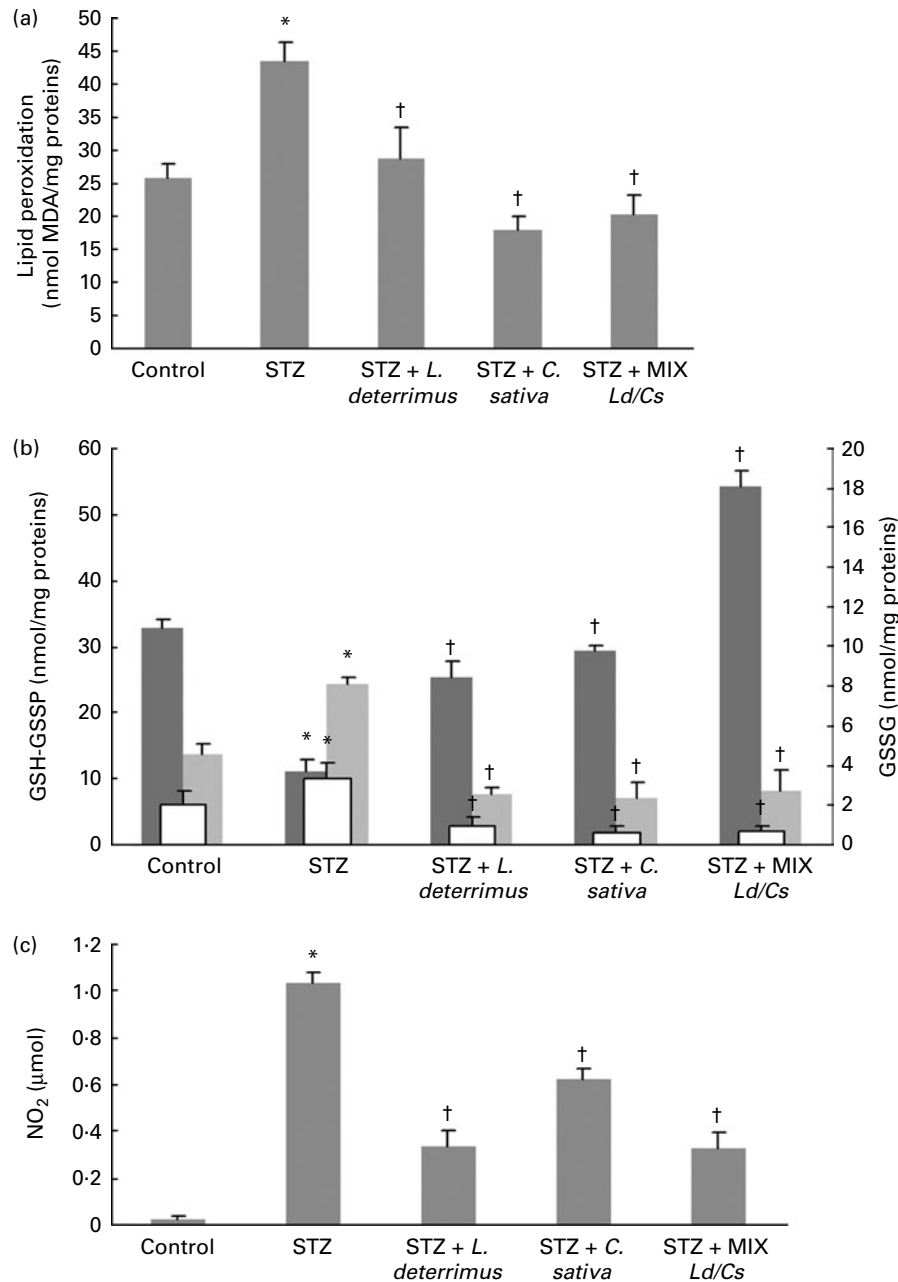 (a)
Lipid peroxidation
(nmol MDA/mg proteins)
50
45
40
35
30
25
20
15
10
5
0
*
†
†
†
Control
STZ
STZ + L.
deterrimus
STZ + C.
sativa
STZ + MIX
Ld/Cs
(b)
GSH-GSSP (nmol/mg proteins)
60
50
40
30
20
10
0
*
*
*
†
†
†
†
†
†
†
†
†
20
18
16
14
12
10
8
6
4
2
0
GSSG (nmol/mg proteins)
Control
STZ
STZ + L.
deterrimus
STZ + C.
sativa
STZ + MIX
Ld/Cs
(c)
NO₂ (μmol)
1·2
1·0
0·8
0·6
0·4
0·2
0
*
†
†
†
Control
STZ
STZ + L.
deterrimus
STZ + C.
sativa
STZ + MIX
Ld/Cs